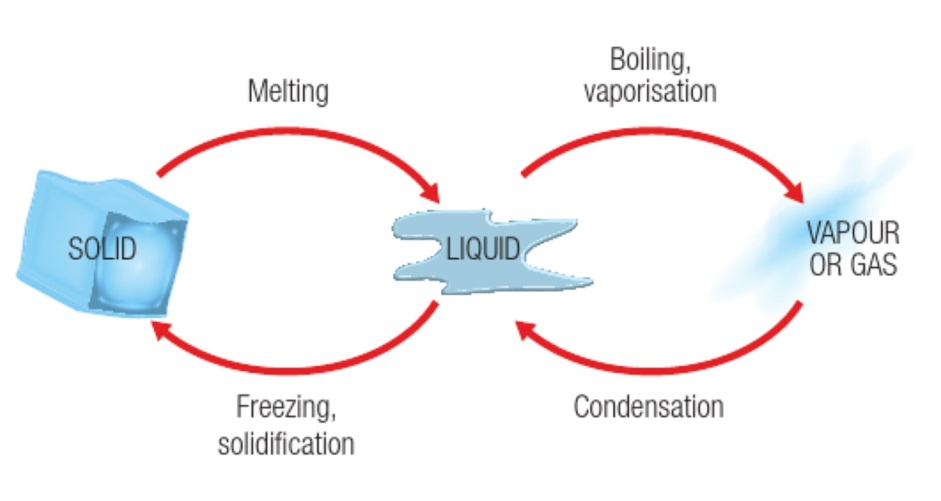 Melting
Boiling,
vaporisation
SOLID
LIQUID
VAPOUR
OR GAS
Freezing,
solidification
Condensation